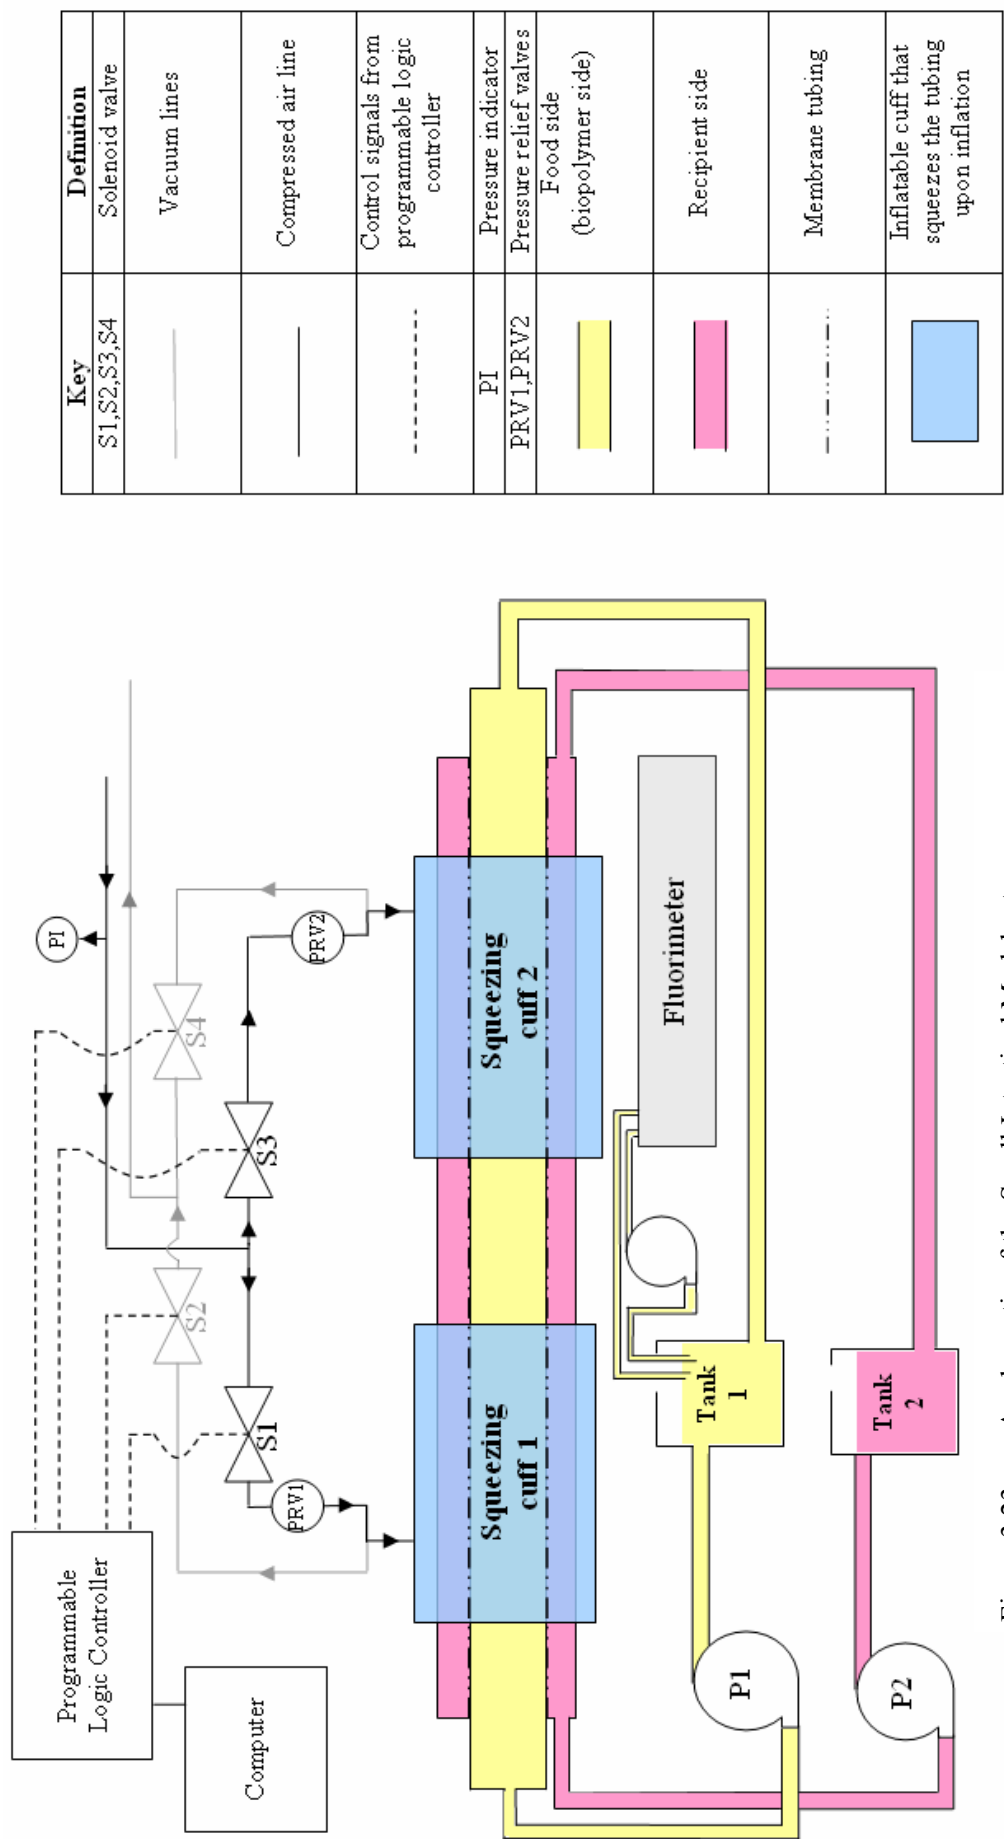 Programmable
Logic Controller
Computer
PI
S1
S2
S3
S4
PRV1
PRV2
Squeezing
cuff 1
Squeezing
cuff 2
Fluorimeter
Tank
1
Tank
2
P1
P2
Key
Definition
S1,S2,S3,S4
Solenoid valve
Vacuum lines
Compressed air line
Control signals from
programmable logic
controller
PI
Pressure indicator
PRV1,PRV2
Pressure relief valves
Food side
(biopolymer side)
Recipient side
Membrane tubing
Inflatable cuff that
squeezes the tubing
upon inflation